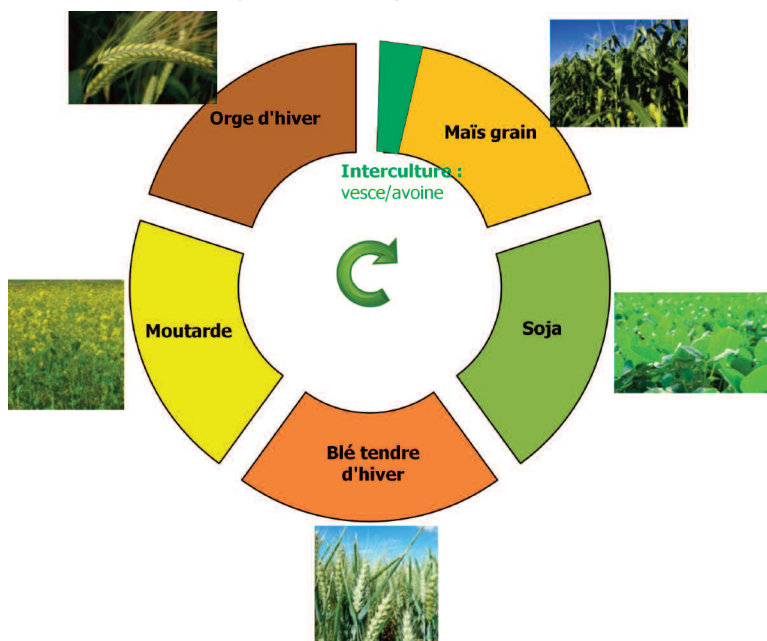 Orge d'hiver
Maïs grain
Interculture :
vesce/avoine
Moutarde
Soja
Blé tendre
d'hiver